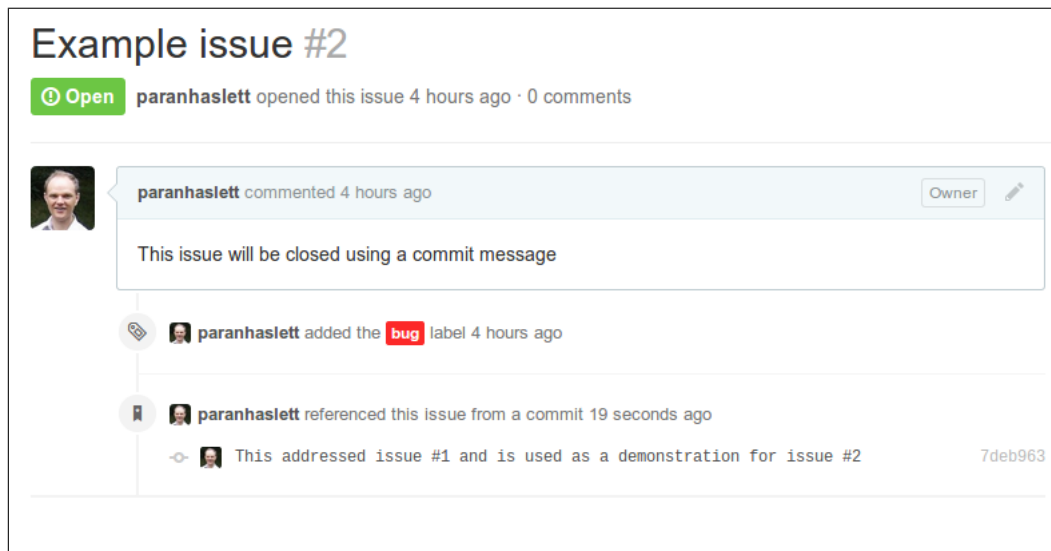 Example issue #2
Open paranhaslett opened this issue 4 hours ago · 0 comments
paranhaslett commented 4 hours ago Owner
This issue will be closed using a commit message
paranhaslett added the bug label 4 hours ago
paranhaslett referenced this issue from a commit 19 seconds ago
This addressed issue #1 and is used as a demonstration for issue #2 7deb963